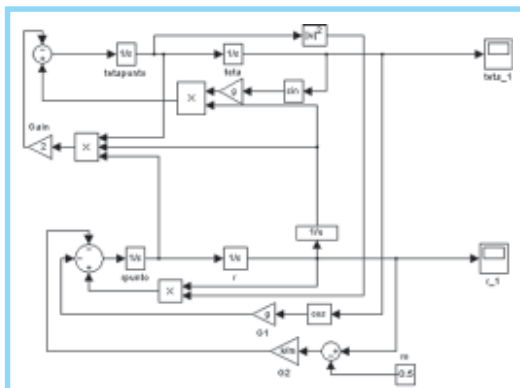 |u|²
1/s
1/s
tetapunto
teta
teta_1
g
sin
X
Gain
2
X
1/u
1/s
1/s
rpunto
r
r_1
X
g
cos
G1
k/m
m
0.5
G2